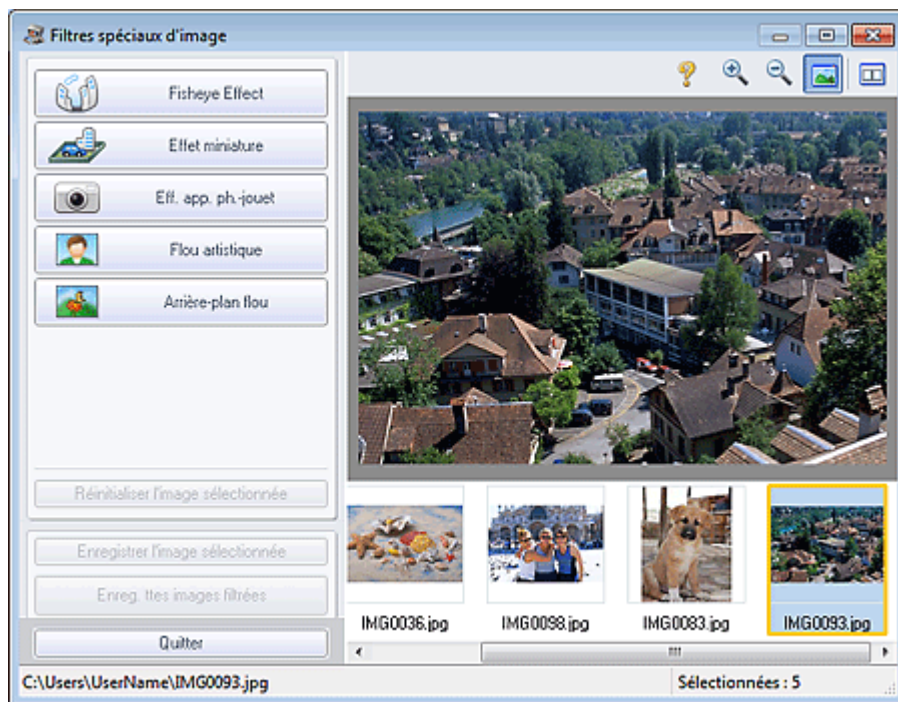 Filtres spéciaux d'image
Fisheye Effect
Effet miniature
Eff. app. ph.-jouet
Flou artistique
Arrière-plan flou
Réinitialiser l'image sélectionnée
Enregistrer l'image sélectionnée
Enreg. ttes images filtrées
Quitter
IMG0036.jpg
IMG0098.jpg
IMG0083.jpg
IMG0093.jpg
C:\Users\UserName\IMG0093.jpg
Sélectionnées : 5